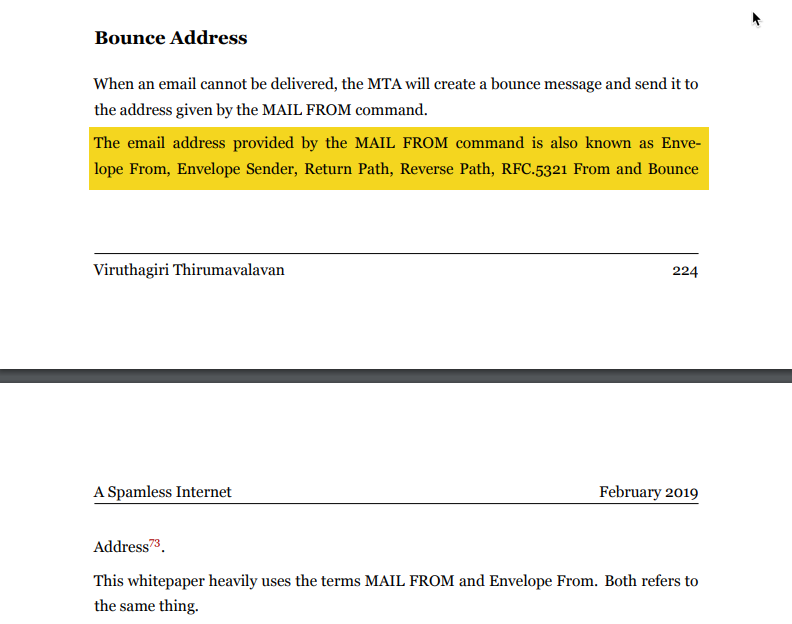 Bounce Address
When an email cannot be delivered, the MTA will create a bounce message and send it to
the address given by the MAIL FROM command.
The email address provided by the MAIL FROM command is also known as Enve-
lope From, Envelope Sender, Return Path, Reverse Path, RFC.5321 From and Bounce
Viruthagiri Thirumavalavan 224
A Spamless Internet February 2019
Address73.
This whitepaper heavily uses the terms MAIL FROM and Envelope From. Both refers to
the same thing.